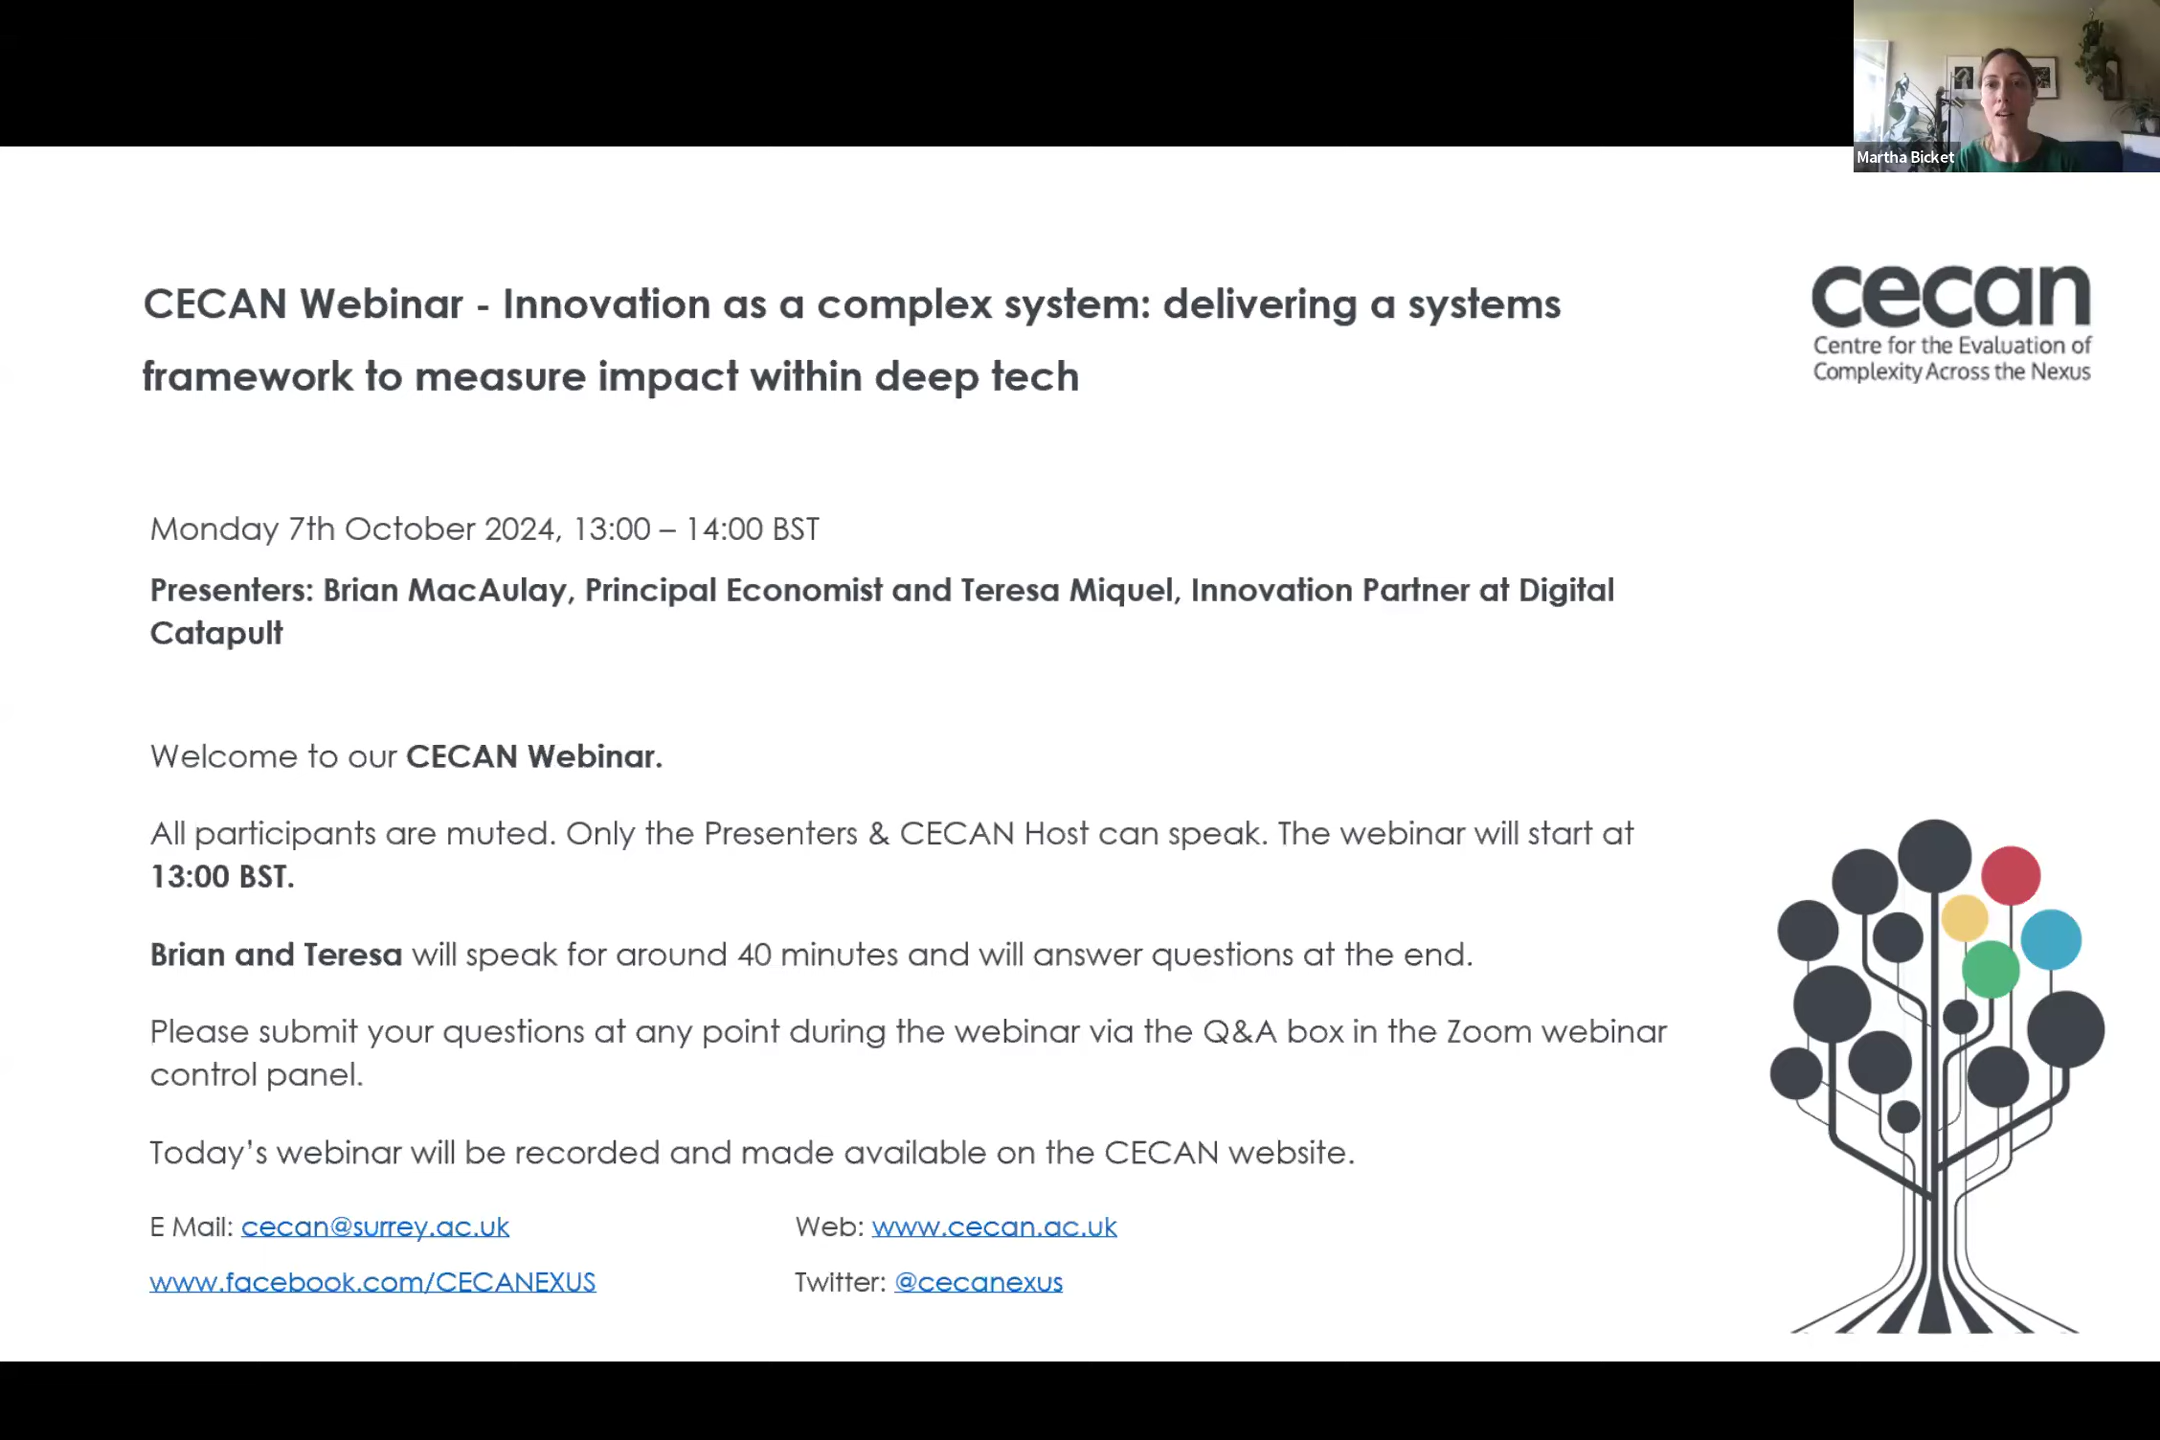 Martha Bicket
CECAN Webinar - Innovation as a complex system: delivering a systems
framework to measure impact within deep tech
cecan
Centre for the Evaluation of
Complexity Across the Nexus
Monday 7th October 2024, 13:00 – 14:00 BST
Presenters: Brian MacAulay, Principal Economist and Teresa Miquel, Innovation Partner at Digital
Catapult
Welcome to our CECAN Webinar.
All participants are muted. Only the Presenters & CECAN Host can speak. The webinar will start at
13:00 BST.
Brian and Teresa will speak for around 40 minutes and will answer questions at the end.
Please submit your questions at any point during the webinar via the Q&A box in the Zoom webinar
control panel.
Today’s webinar will be recorded and made available on the CECAN website.
E Mail: cecan@surrey.ac.uk Web: www.cecan.ac.uk
www.facebook.com/CECANEXUS Twitter: @cecanexus